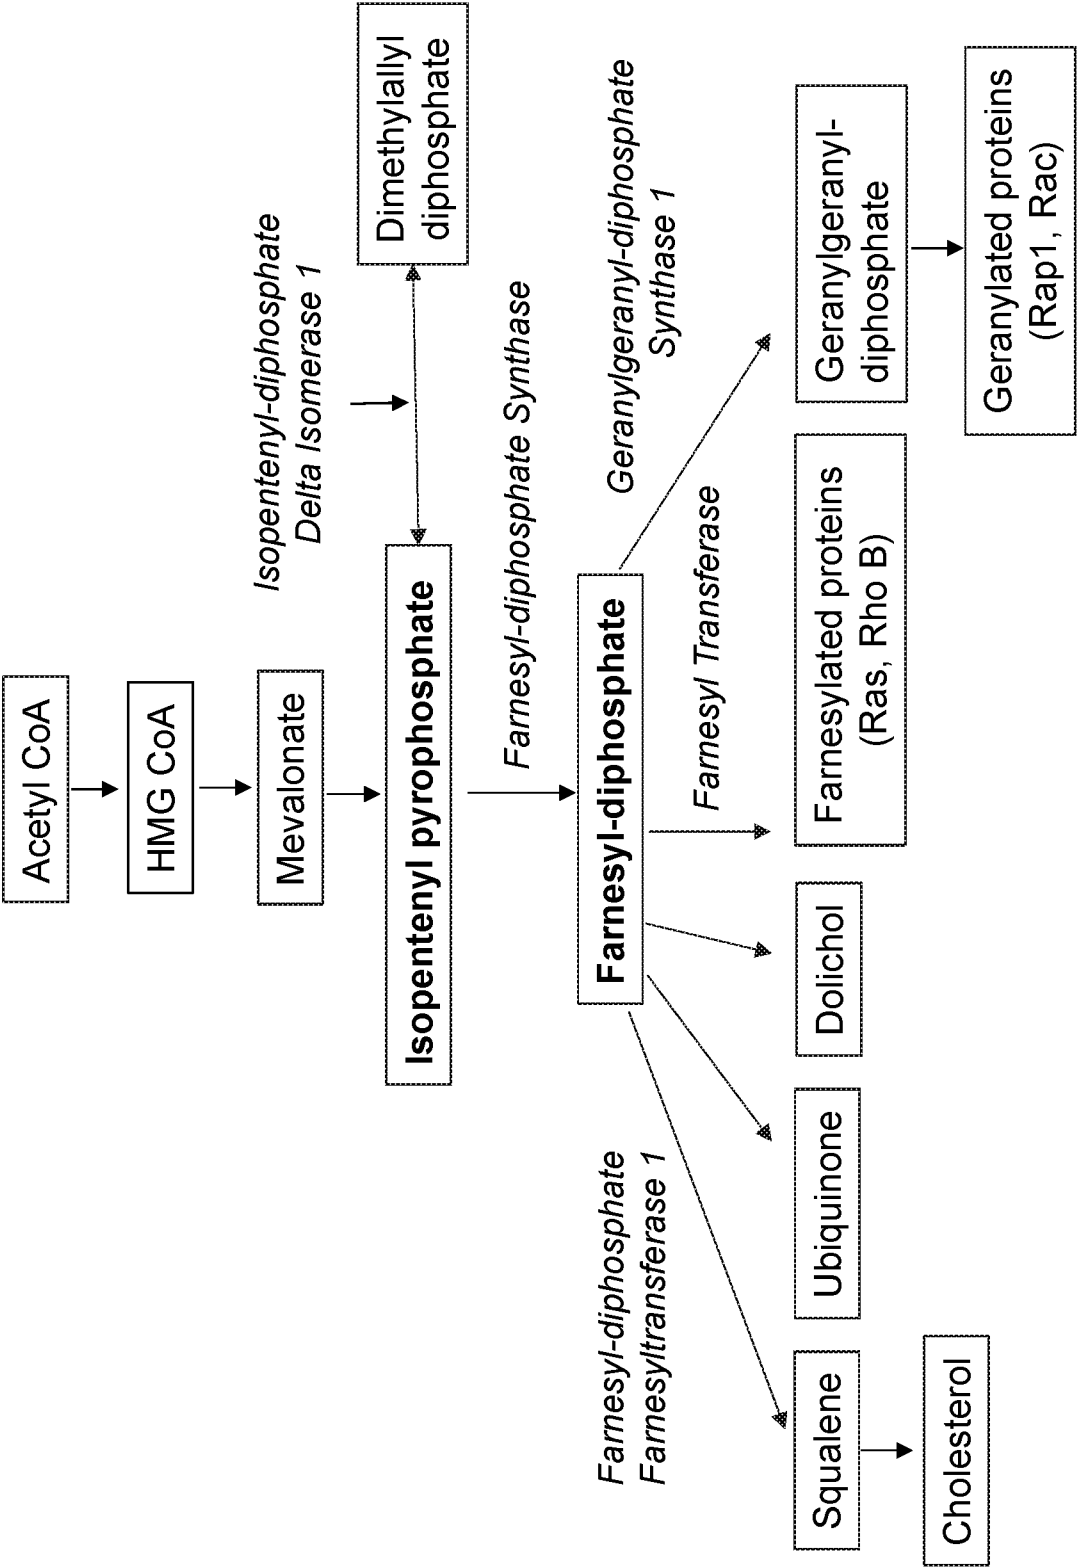 Acetyl CoA
HMG CoA
Mevalonate
Isopentenyl-diphosphate
Delta Isomerase 1
Isopentenyl pyrophosphate
Dimethylallyl
diphosphate
Farnesyl-diphosphate Synthase
Farnesyl-diphosphate
Farnesyl-diphosphate
Farnesyltransferase 1
Farnesyl Transferase
Geranylgeranyl-diphosphate
Synthase 1
Squalene
Ubiquinone
Dolichol
Farnesylated proteins
(Ras, Rho B)
Geranylgeranyl-
diphosphate
Cholesterol
Geranylated proteins
(Rap1, Rac)